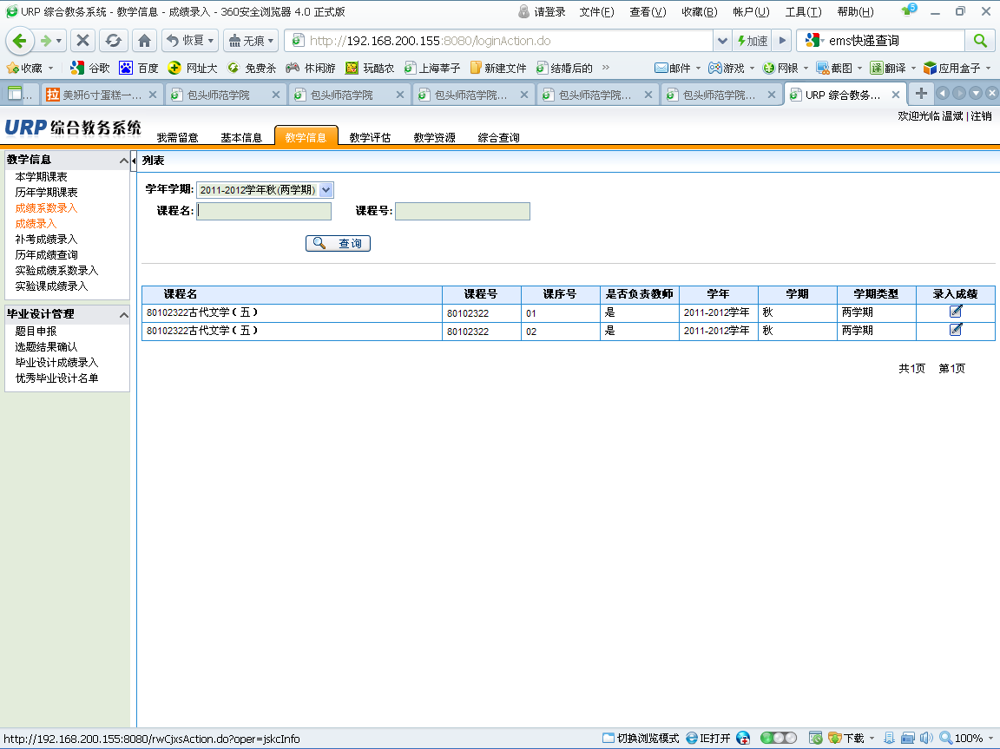 URP 综合教务系统 - 教学信息 - 成绩录入 - 360安全浏览器 4.0 正式版 请登录 文件(F) 查看(V) 收藏(B) 帐户(U) 工具(T) 帮助(H) 5
恢复 无痕 http://192.168.200.155:8080/loginAction.do 加速 ems快递查询
收藏 谷歌 百度 网址大 免费杀 休闲游 玩酷农 上海莘子 新建文件 结婚后的 » 邮件 游戏 网银 截图 翻译 应用盒子
... 美妍6寸蛋糕一... 包头师范学院 包头师范学院 包头师范学院... 包头师范学院... 包头师范学院... URP 综合教务...
欢迎光临 温斌 | 注销
URP 综合教务系统 我需留意 基本信息 教学信息 教学评估 教学资源 综合查询
教学信息
本学期课表
历年学期课表
成绩系数录入
成绩录入
补考成绩录入
历年成绩查询
实验成绩系数录入
实验课成绩录入
毕业设计管理
题目申报
选题结果确认
毕业设计成绩录入
优秀毕业设计名单
列表
学年学期: 2011-2012学年秋(两学期)
课程名: 课程号:
查询
课程名 课程号 课序号 是否负责教师 学年 学期 学期类型 录入成绩
80102322古代文学（五） 80102322 01 是 2011-2012学年 秋 两学期
80102322古代文学（五） 80102322 02 是 2011-2012学年 秋 两学期
共1页 第1页
http://192.168.200.155:8080/rwCjxsAction.do?oper=jskcInfo 切换浏览模式 IE打开 下载 100%